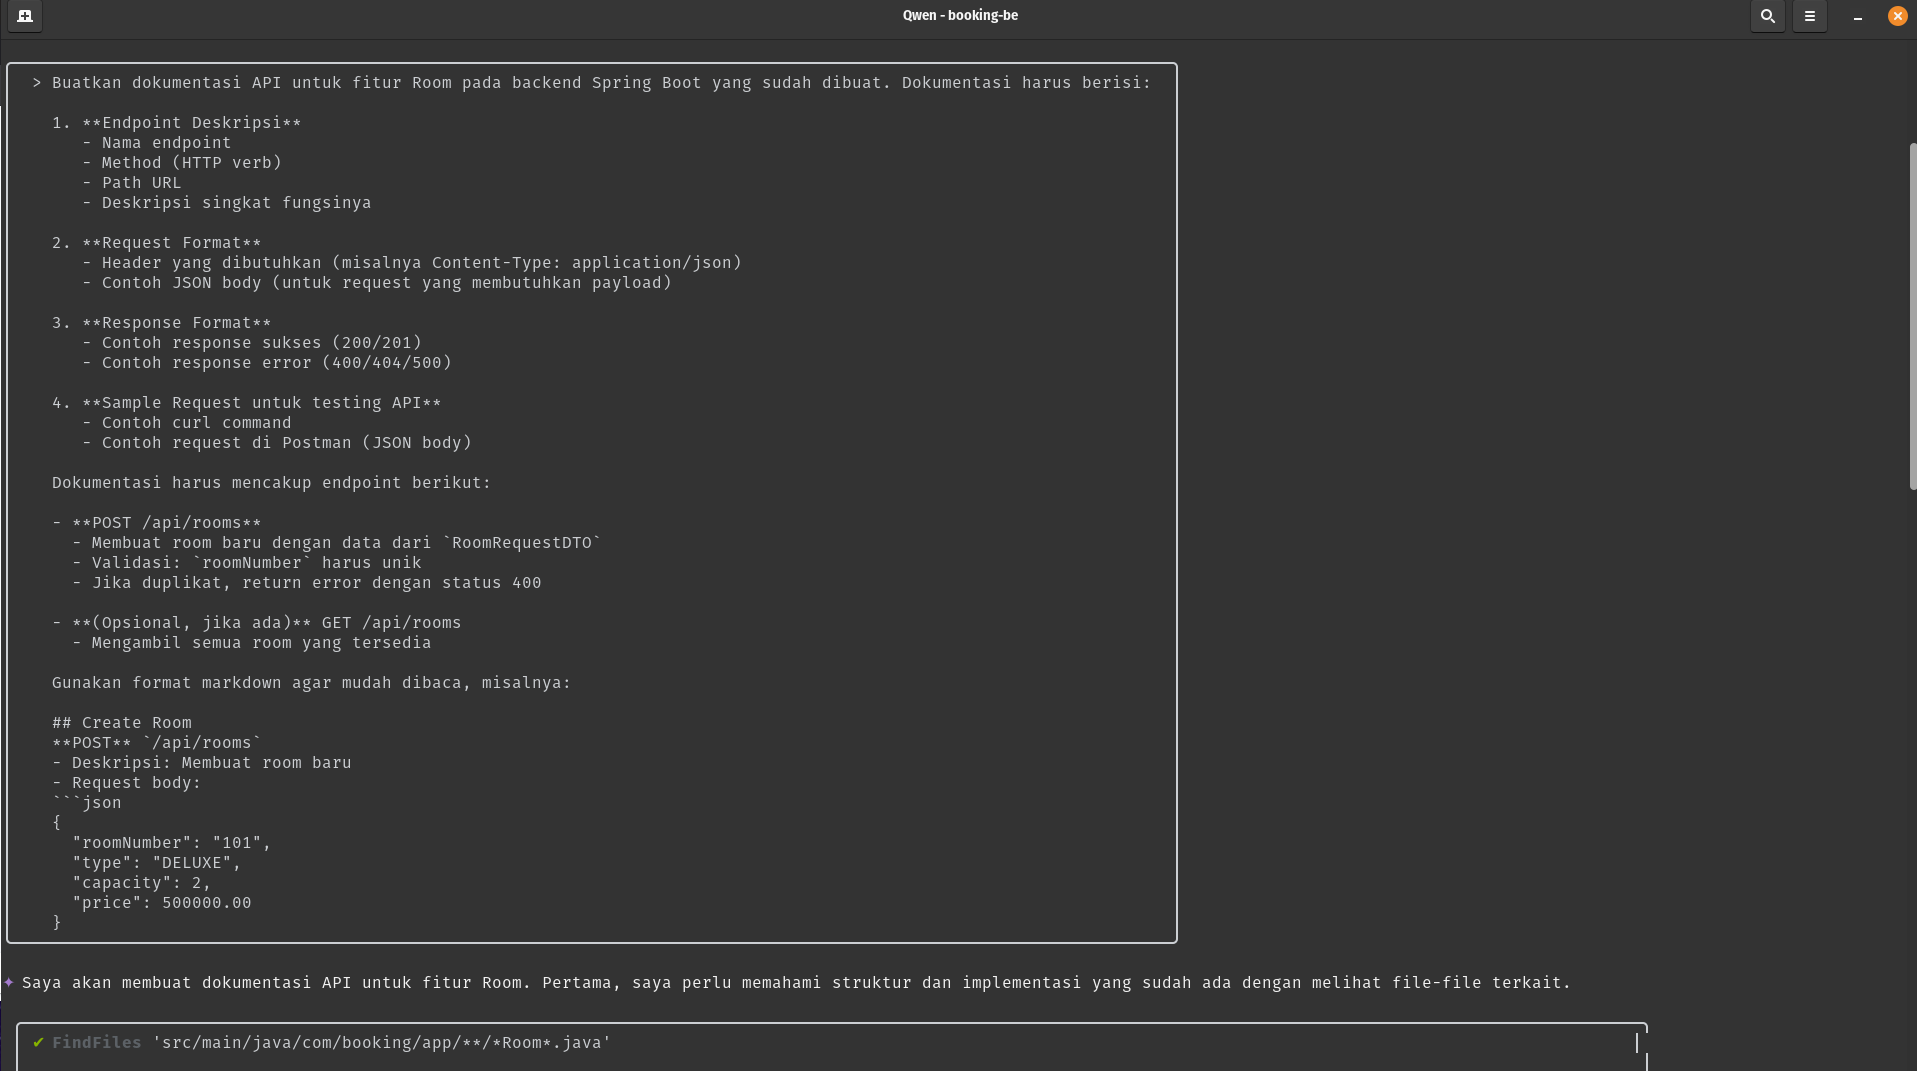 Qwen - booking-be
> Buatkan dokumentasi API untuk fitur Room pada backend Spring Boot yang sudah dibuat. Dokumentasi harus berisi:
1. **Endpoint Deskripsi**
- Nama endpoint
- Method (HTTP verb)
- Path URL
- Deskripsi singkat fungsinya
2. **Request Format**
- Header yang dibutuhkan (misalnya Content-Type: application/json)
- Contoh JSON body (untuk request yang membutuhkan payload)
3. **Response Format**
- Contoh response sukses (200/201)
- Contoh response error (400/404/500)
4. **Sample Request untuk testing API**
- Contoh curl command
- Contoh request di Postman (JSON body)
Dokumentasi harus mencakup endpoint berikut:
- **POST /api/rooms**
- Membuat room baru dengan data dari `RoomRequestDTO`
- Validasi: `roomNumber` harus unik
- Jika duplikat, return error dengan status 400
- **(Opsional, jika ada)** GET /api/rooms
- Mengambil semua room yang tersedia
Gunakan format markdown agar mudah dibaca, misalnya:
## Create Room
**POST** `/api/rooms`
- Deskripsi: Membuat room baru
- Request body:
```json
{
"roomNumber": "101",
"type": "DELUXE",
"capacity": 2,
"price": 500000.00
}
✦ Saya akan membuat dokumentasi API untuk fitur Room. Pertama, saya perlu memahami struktur dan implementasi yang sudah ada dengan melihat file-file terkait.
✔ FindFiles 'src/main/java/com/booking/app/**/*Room*.java'